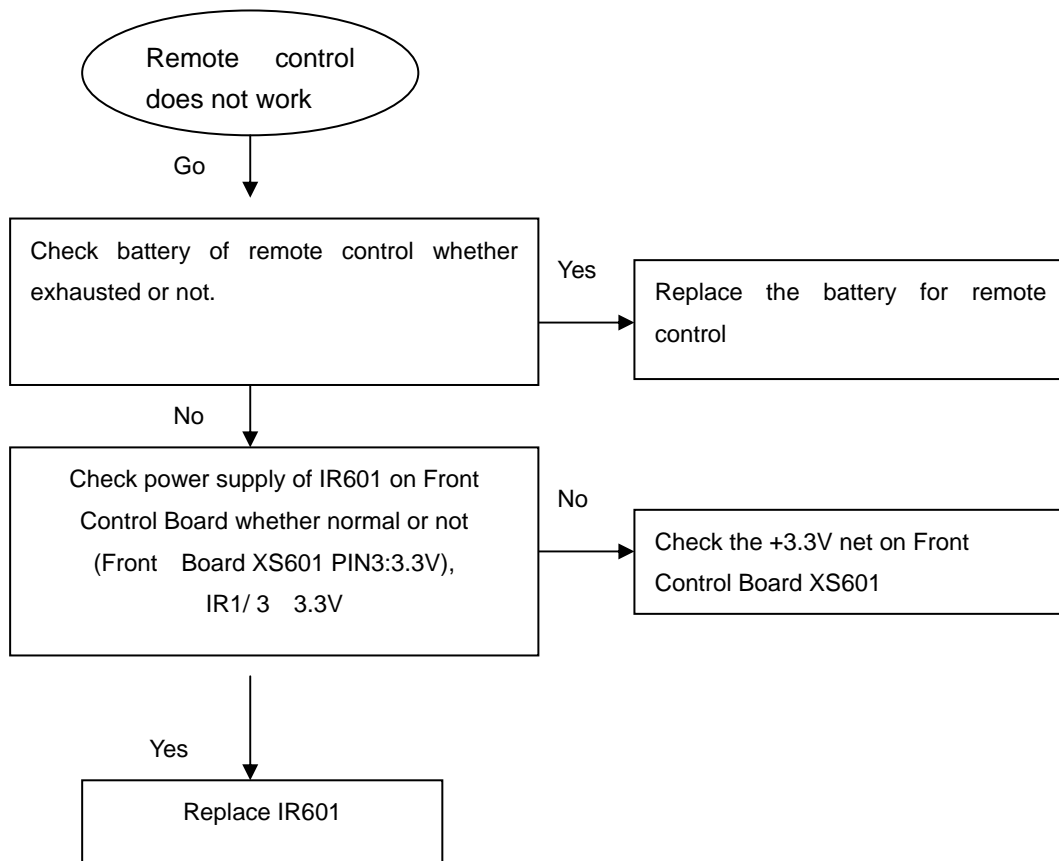 Remote control
does not work
Go
Check battery of remote control whether
exhausted or not.
Yes
Replace the battery for remote
control
No
Check power supply of IR601 on Front
Control Board whether normal or not
(Front Board XS601 PIN3:3.3V),
IR1/ 3 3.3V
No
Check the +3.3V net on Front
Control Board XS601
Yes
Replace IR601